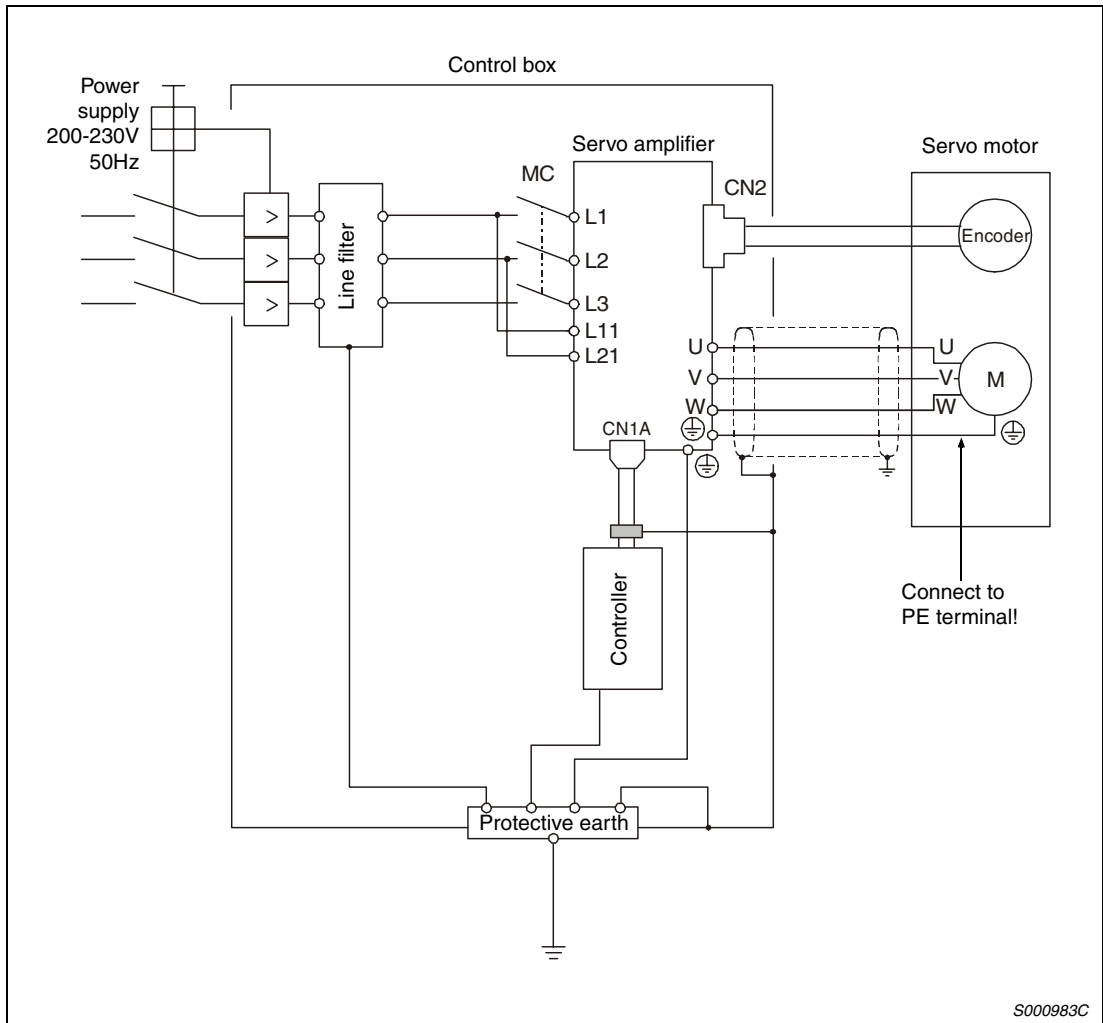 Control box
Power
supply
200-230V
50Hz
Servo amplifier
Servo motor
MC
CN2
>
>
>
Line filter
L1
L2
L3
L11
L21
Encoder
U
V
W
U
V
W
M
CN1A
Controller
Connect to
PE terminal!
Protective earth
S000983C